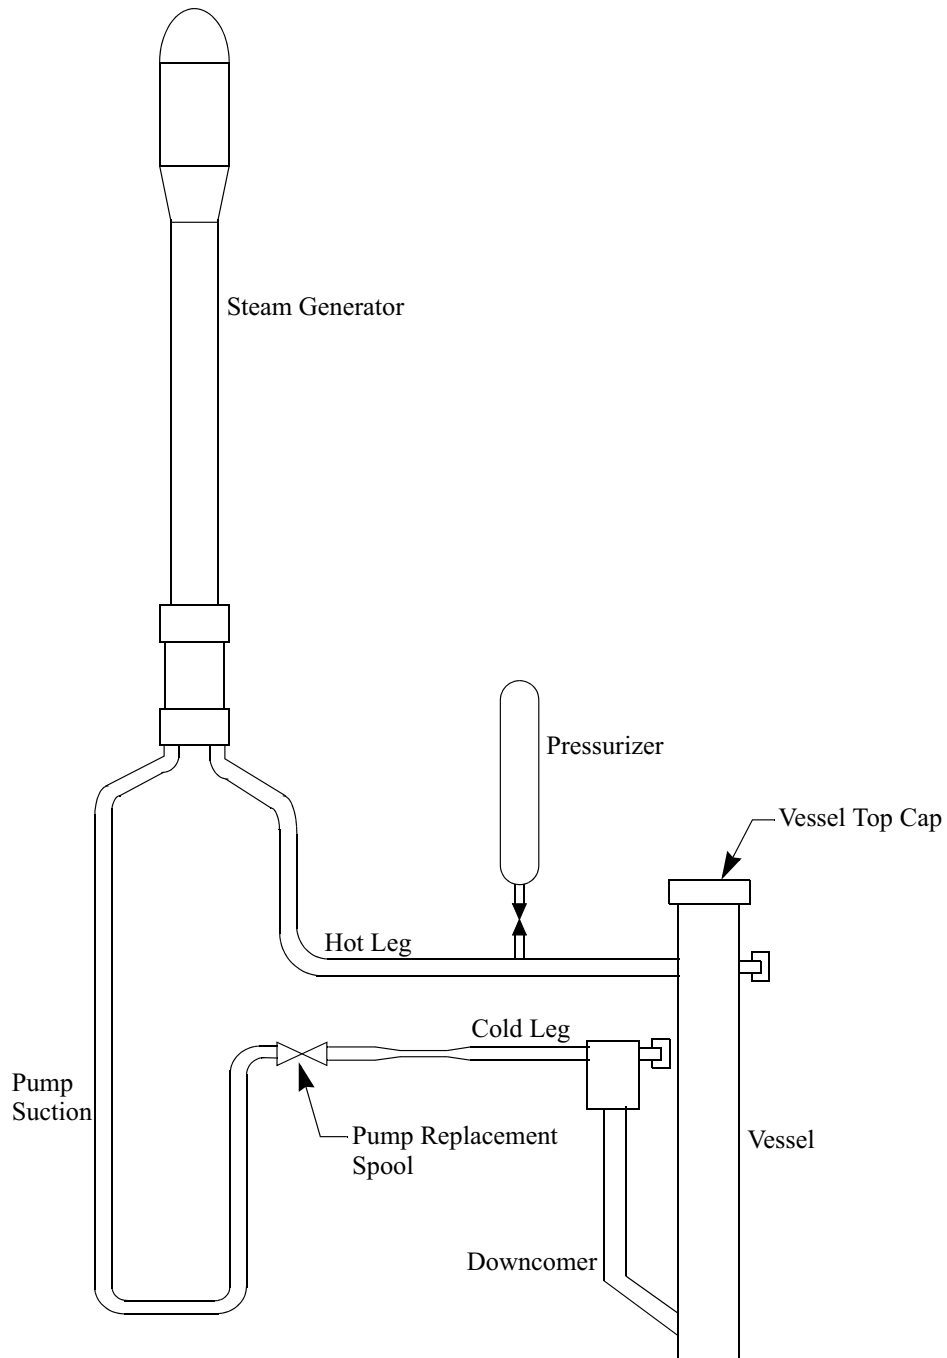 Steam Generator
Pressurizer
Vessel Top Cap
Hot Leg
Cold Leg
Pump
Suction
Pump Replacement
Spool
Vessel
Downcomer